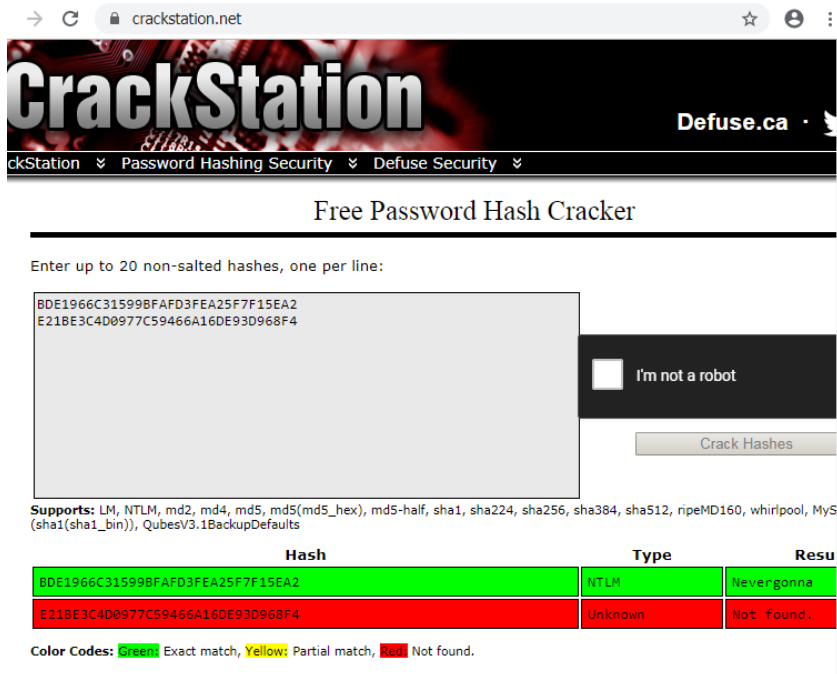 crackstation.net
CrackStation
Defuse.ca ·
ckStation Password Hashing Security Defuse Security
Free Password Hash Cracker
Enter up to 20 non-salted hashes, one per line:
BDE1966C31599BFAFD3FEA25F7F15EA2
E21BE3C4D0977C59466A16DE93D968F4
I'm not a robot
Crack Hashes
Supports: LM, NTLM, md2, md4, md5, md5(md5_hex), md5-half, sha1, sha224, sha256, sha384, sha512, ripeMD160, whirlpool, MyS
(sha1(sha1_bin)), QubesV3.1BackupDefaults
Hash Type Resu
BDE1966C31599BFAFD3FEA25F7F15EA2 NTLM Nevergonna
E21BE3C4D0977C59466A16DE93D968F4 Unknown Not found.
Color Codes: Green: Exact match, Yellow: Partial match, Red: Not found.